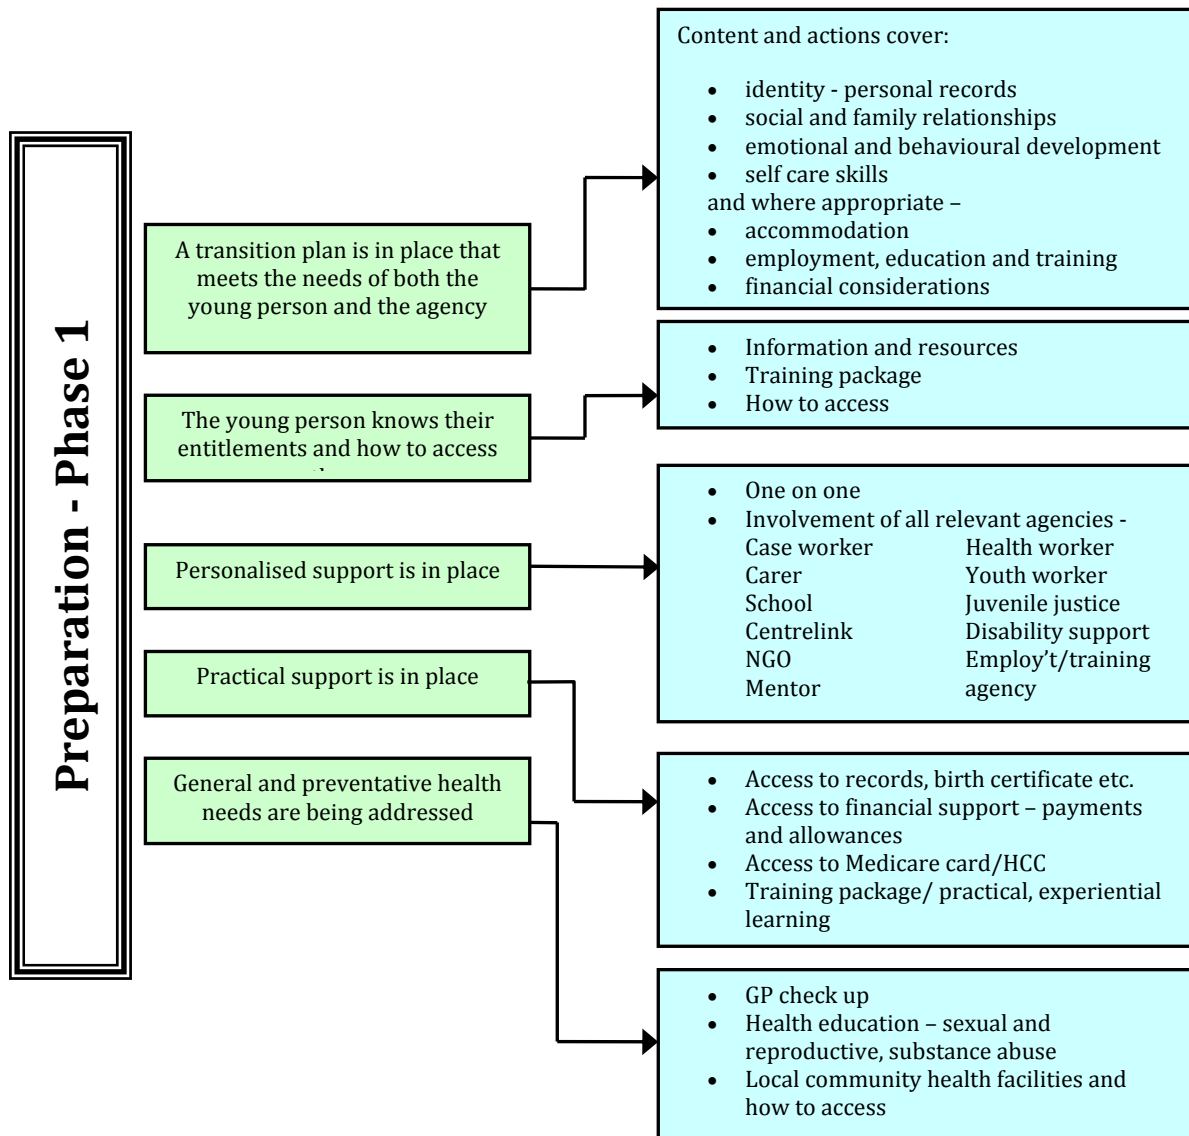 Preparation - Phase 1
A transition plan is in place that
meets the needs of both the
young person and the agency
Content and actions cover:
• identity - personal records
• social and family relationships
• emotional and behavioural development
• self care skills
and where appropriate –
• accommodation
• employment, education and training
• financial considerations
The young person knows their
entitlements and how to access
• Information and resources
• Training package
• How to access
Personalised support is in place
• One on one
• Involvement of all relevant agencies -
Case worker Health worker
Carer Youth worker
School Juvenile justice
Centrelink Disability support
NGO Employ’t/training
Mentor agency
Practical support is in place
• Access to records, birth certificate etc.
• Access to financial support – payments
and allowances
• Access to Medicare card/HCC
• Training package/ practical, experiential
learning
General and preventative health
needs are being addressed
• GP check up
• Health education – sexual and
reproductive, substance abuse
• Local community health facilities and
how to access